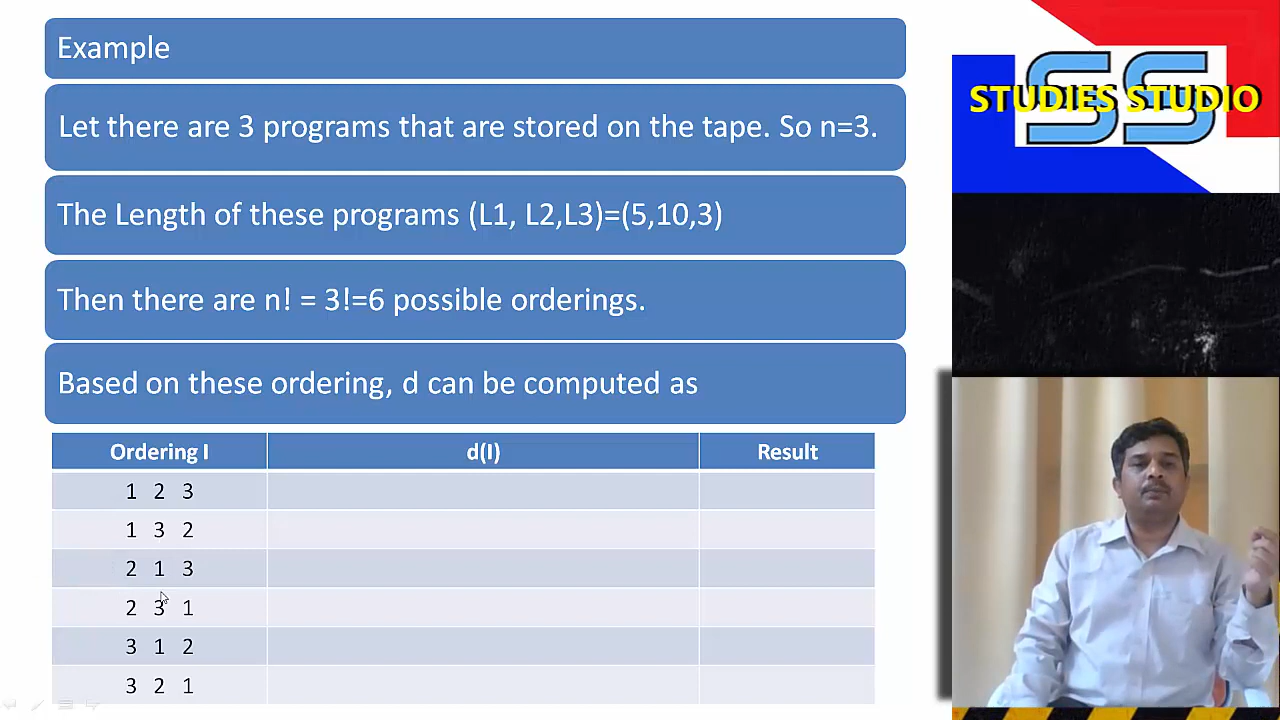 Example
Let there are 3 programs that are stored on the tape. So n=3.
The Length of these programs (L1, L2,L3)=(5,10,3)
Then there are n! = 3!=6 possible orderings.
Based on these ordering, d can be computed as
Ordering I d(I) Result
1 2 3
1 3 2
2 1 3
2 3 1
3 1 2
3 2 1
SS
STUDIES STUDIO